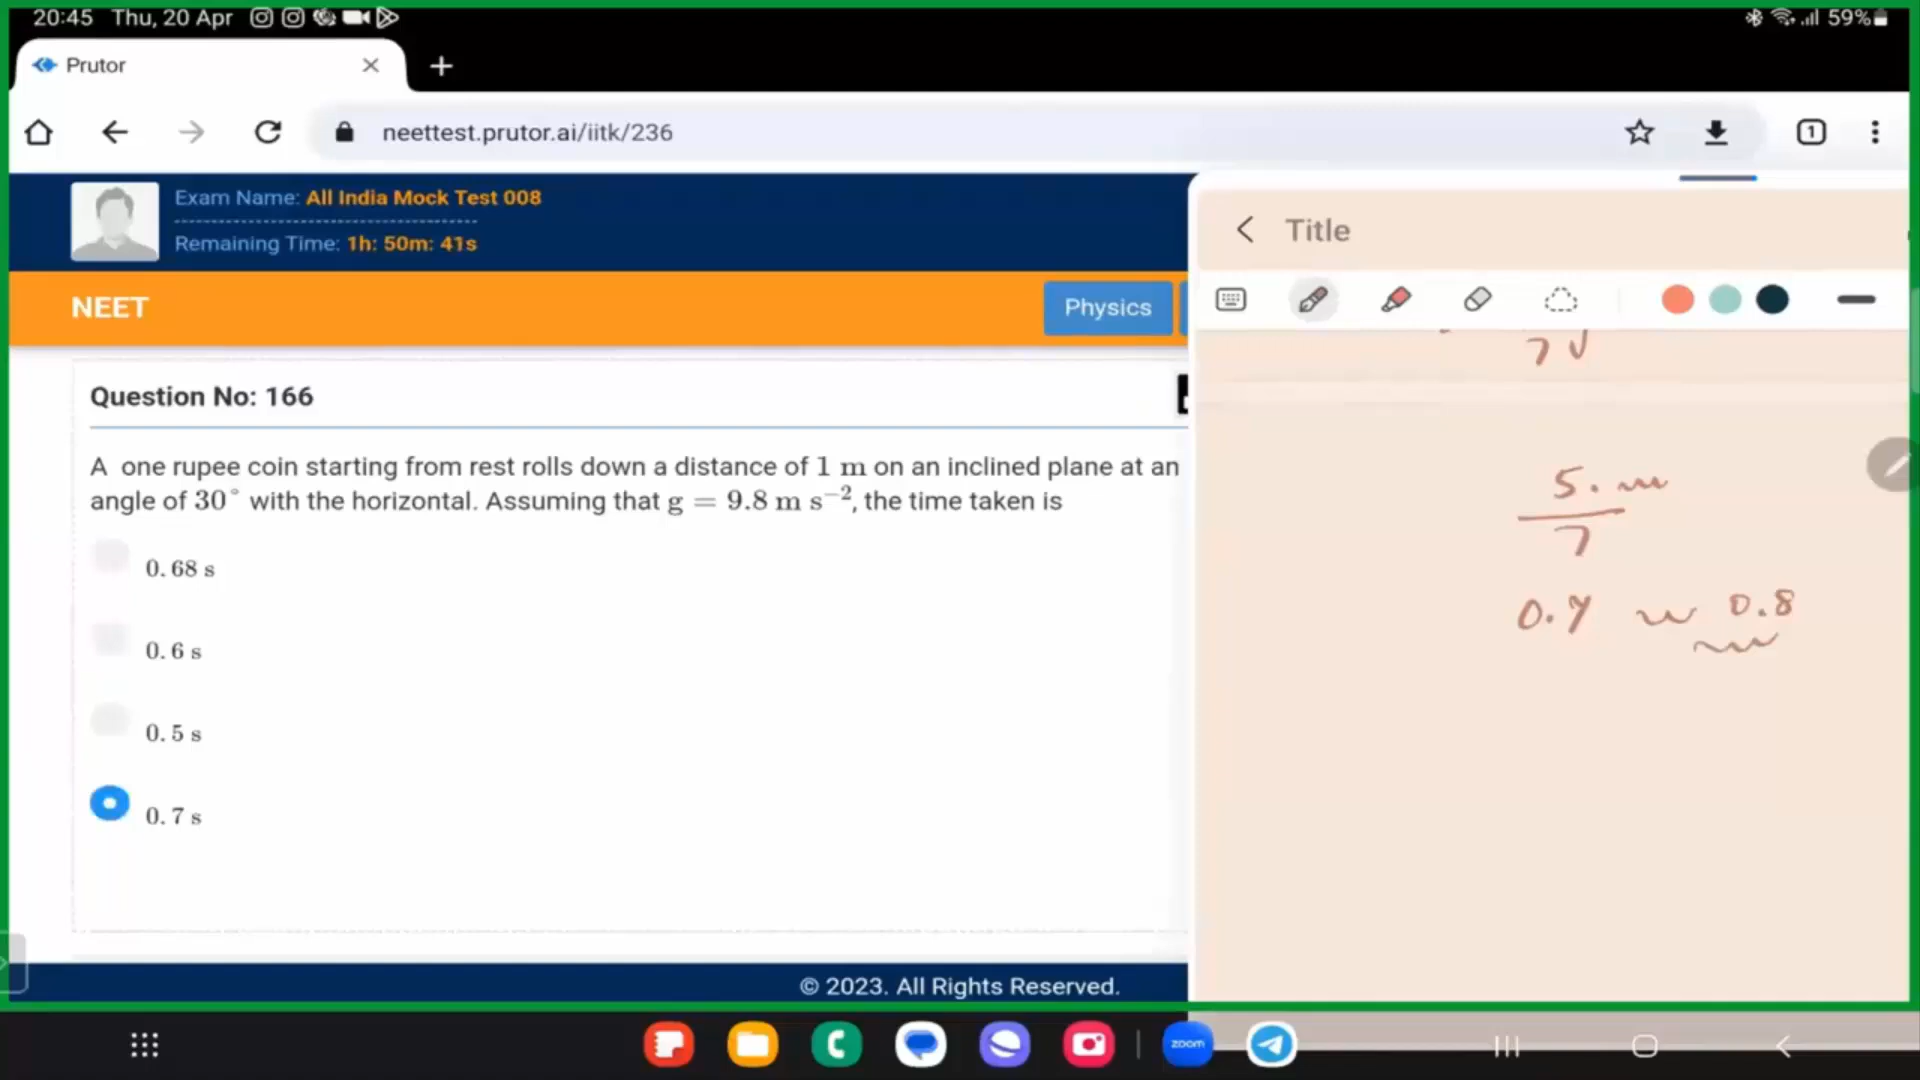 20:45 Thu, 20 Apr
59%
Prutor
neettest.prutor.ai/iitk/236
1
Exam Name: All India Mock Test 008
Remaining Time: 1h: 50m: 41s
NEET
Physics
Title
Question No: 166
A one rupee coin starting from rest rolls down a distance of 1 m on an inclined plane at an
angle of 30° with the horizontal. Assuming that g = 9.8 m s⁻², the time taken is
0.68 s
0.6 s
0.5 s
0.7 s
7
5.
7
0.7
0.8
© 2023. All Rights Reserved.
zoom